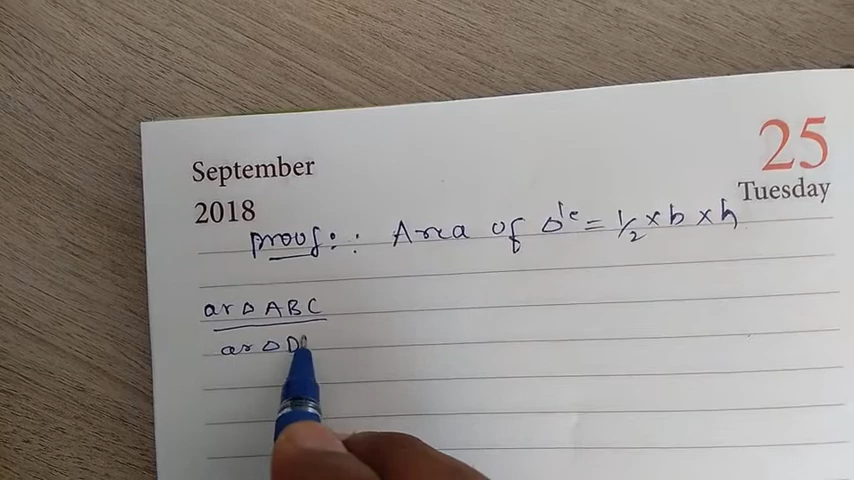 September
2018
25
Tuesday
Proof:: Area of Δle = 1/2 × b × h
ar Δ ABC
ar Δ D